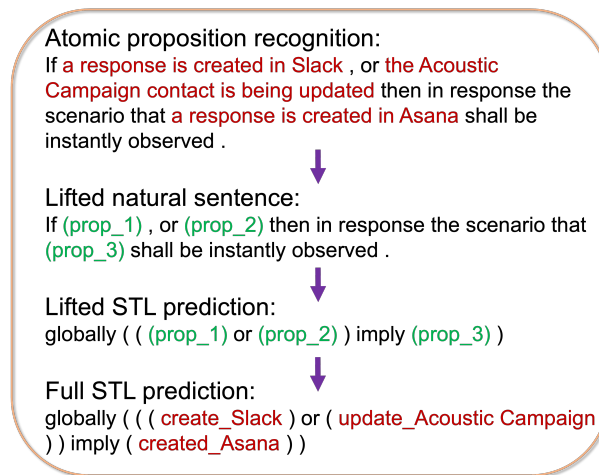 Atomic proposition recognition:
If a response is created in Slack , or the Acoustic
Campaign contact is being updated then in response the
scenario that a response is created in Asana shall be
instantly observed .
Lifted natural sentence:
If (prop_1) , or (prop_2) then in response the scenario that
(prop_3) shall be instantly observed .
Lifted STL prediction:
globally ( ( (prop_1) or (prop_2) ) imply (prop_3) )
Full STL prediction:
globally ( ( ( create_Slack ) or ( update_Acoustic Campaign
) ) imply ( created_Asana ) )